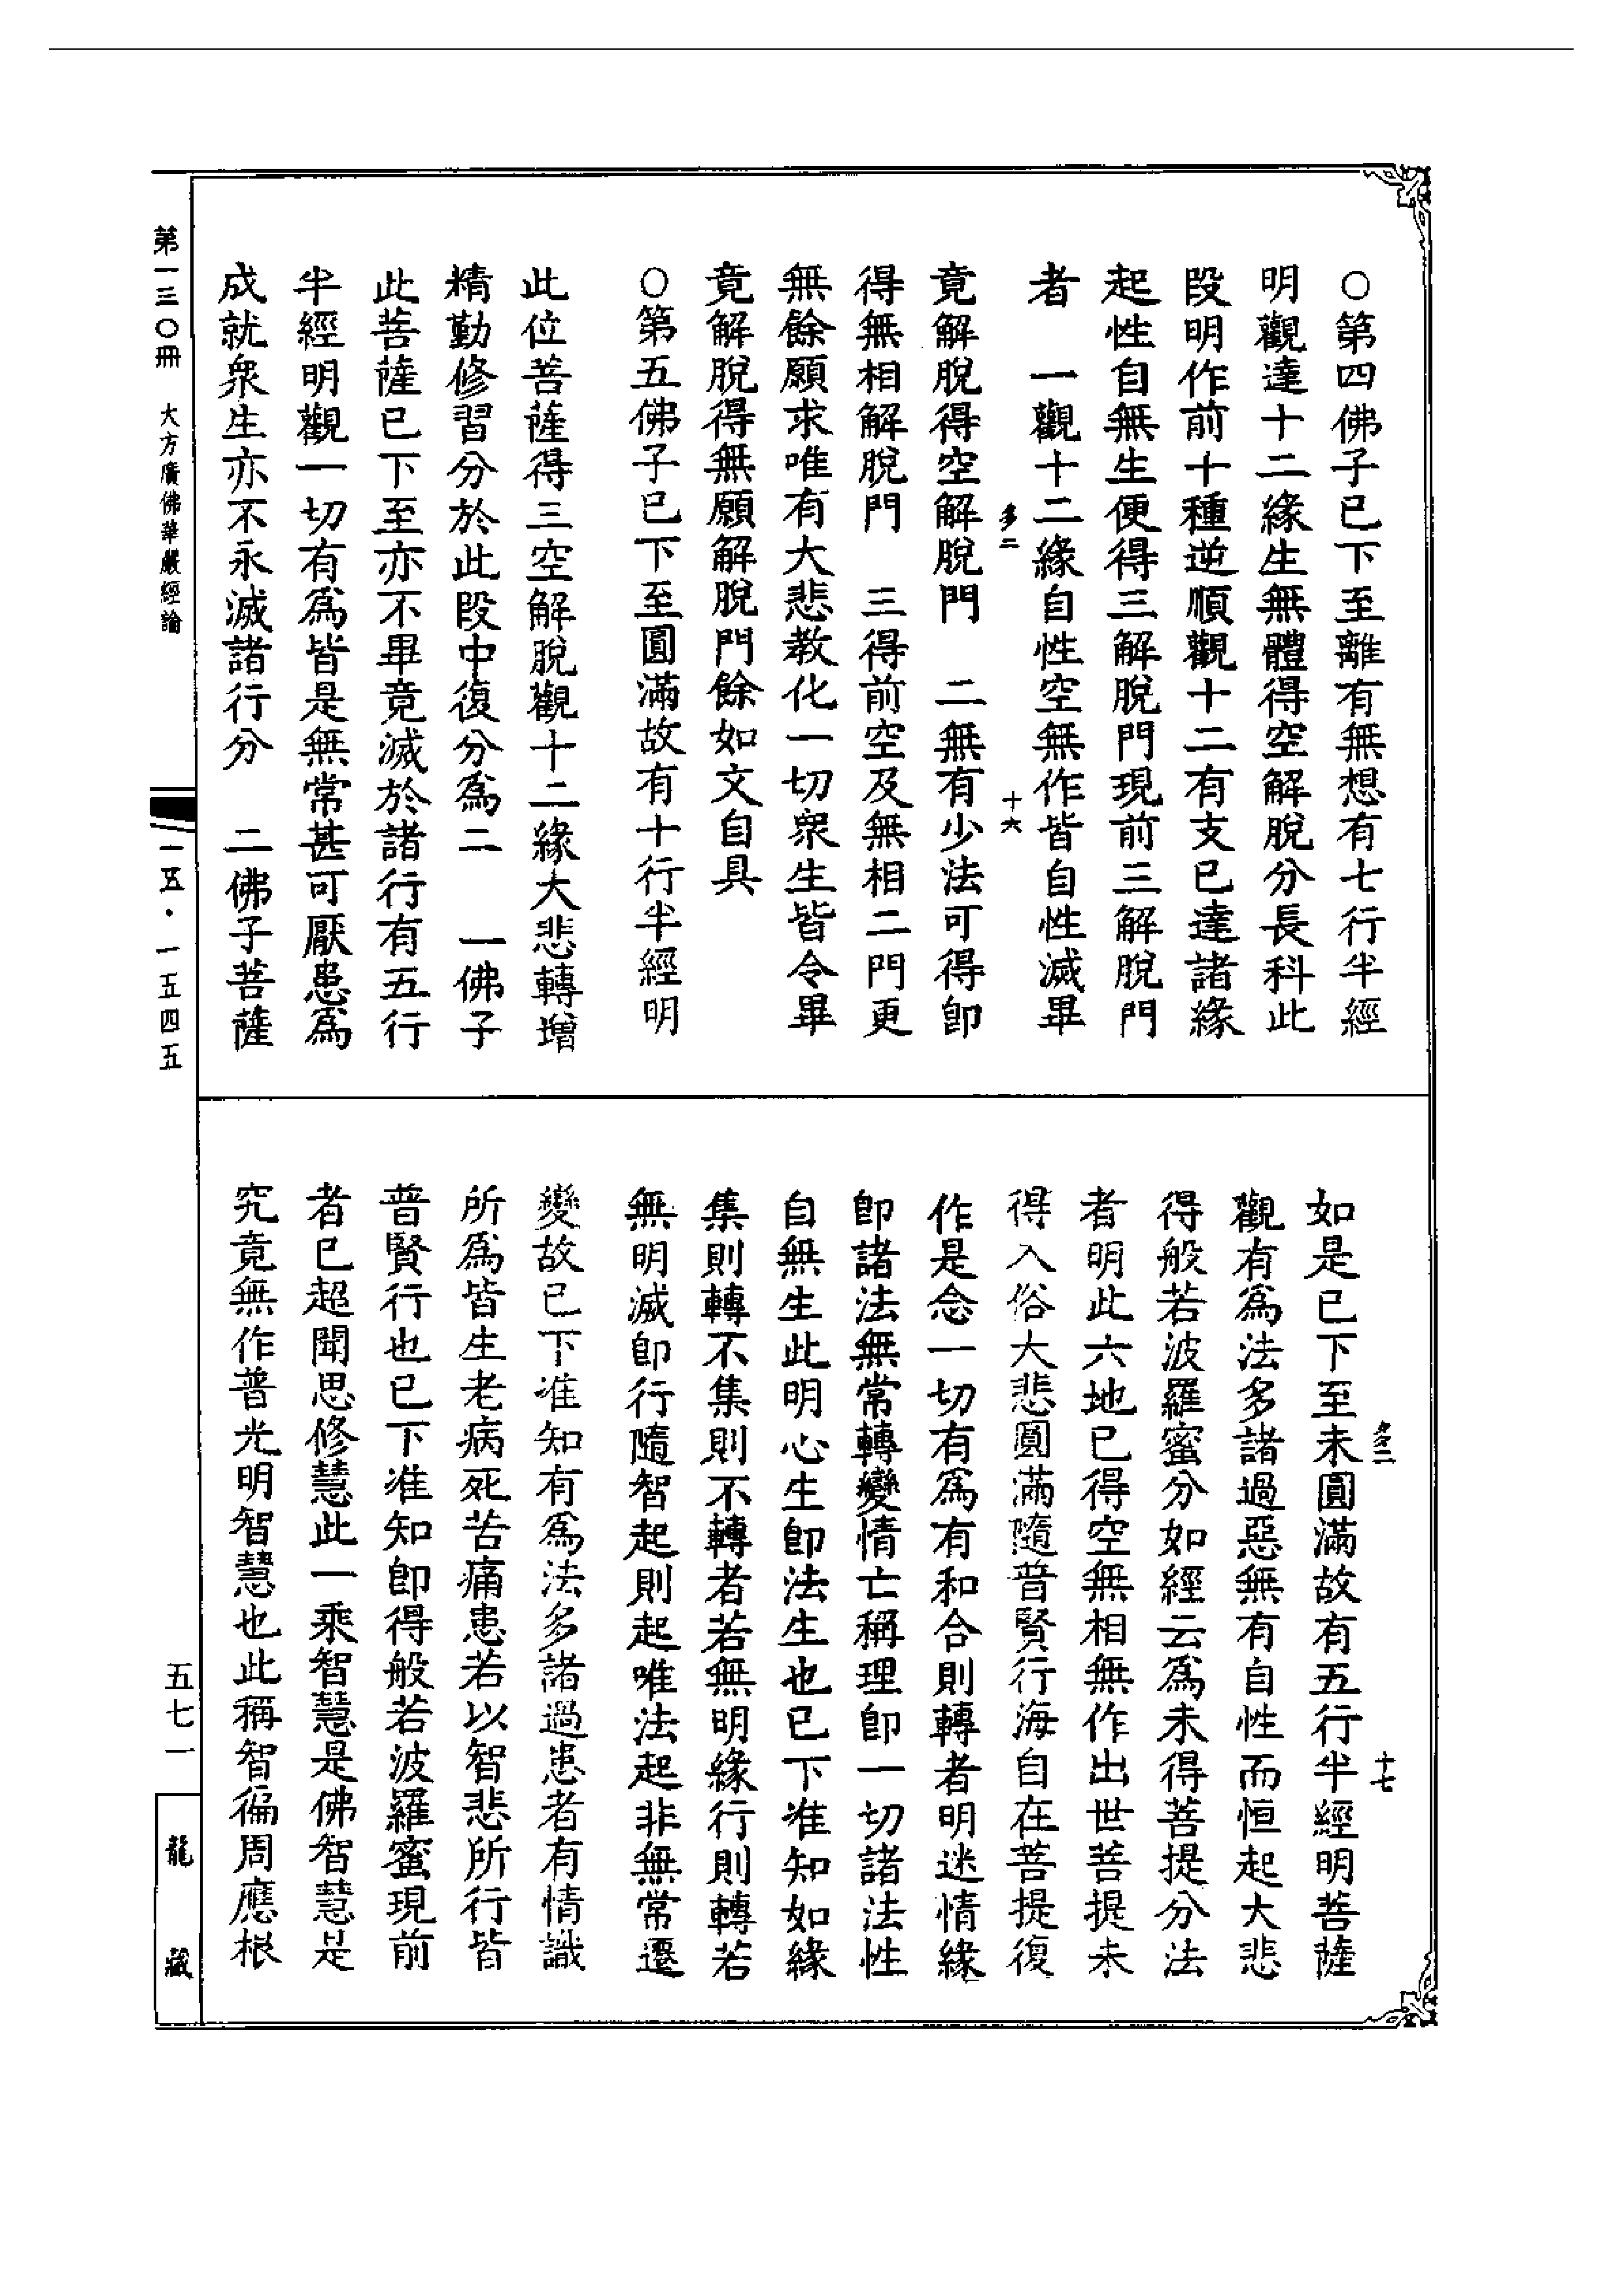 ○第四佛子已下至離有無想有七行半經
明觀達十二緣生無體得空解脫分長科此
段明作前十種逆順觀十二有支已達諸緣
起性自無生便得三解脫門現前三解脫門
者　一觀十二緣自性空無作皆自性滅畢
多二　十六
竟解脫得空解脫門　二無有少法可得卽
得無相解脫門　三得前空及無相二門更
無餘願求唯有大悲教化一切衆生皆令畢
竟解脫得無願解脫門餘如文自具
○第五佛子已下至圓滿故有十行半經明
此位菩薩得三空解脫觀十二緣大悲轉增
精勤修習分於此段中復分為二　一佛子
此菩薩已下至亦不畢竟滅於諸行有五行
半經明觀一切有為皆是無常甚可厭患為
成就衆生亦不永滅諸行分　二佛子菩薩
多二　十七
如是已下至未圓滿故有五行半經明菩薩
觀有為法多諸過惡無有自性而恒起大悲
得般若波羅蜜分如經云為未得菩提分法
者明此六地已得空無相無作出世菩提未
得入俗大悲圓滿隨普賢行海自在菩提復
作是念一切有為有和合則轉者明迷情緣
卽諸法無常轉變情亡稱理卽一切諸法性
自無生此明心生卽法生也已下准知如緣
集則轉不集則不轉者若無明緣行則轉若
無明滅卽行隨智起則起唯法起非無常遷
變故已下准知有為法多諸過患者有情識
所為皆生老病死苦痛患若以智悲所行皆
普賢行也已下准知卽得般若波羅蜜現前
者已超聞思修慧此一乘智慧是佛智慧是
究竟無作普光明智慧也此稱智徧周應根
第一三〇冊　大方廣佛華嚴經論
一五・一五四五
五七一
龍藏